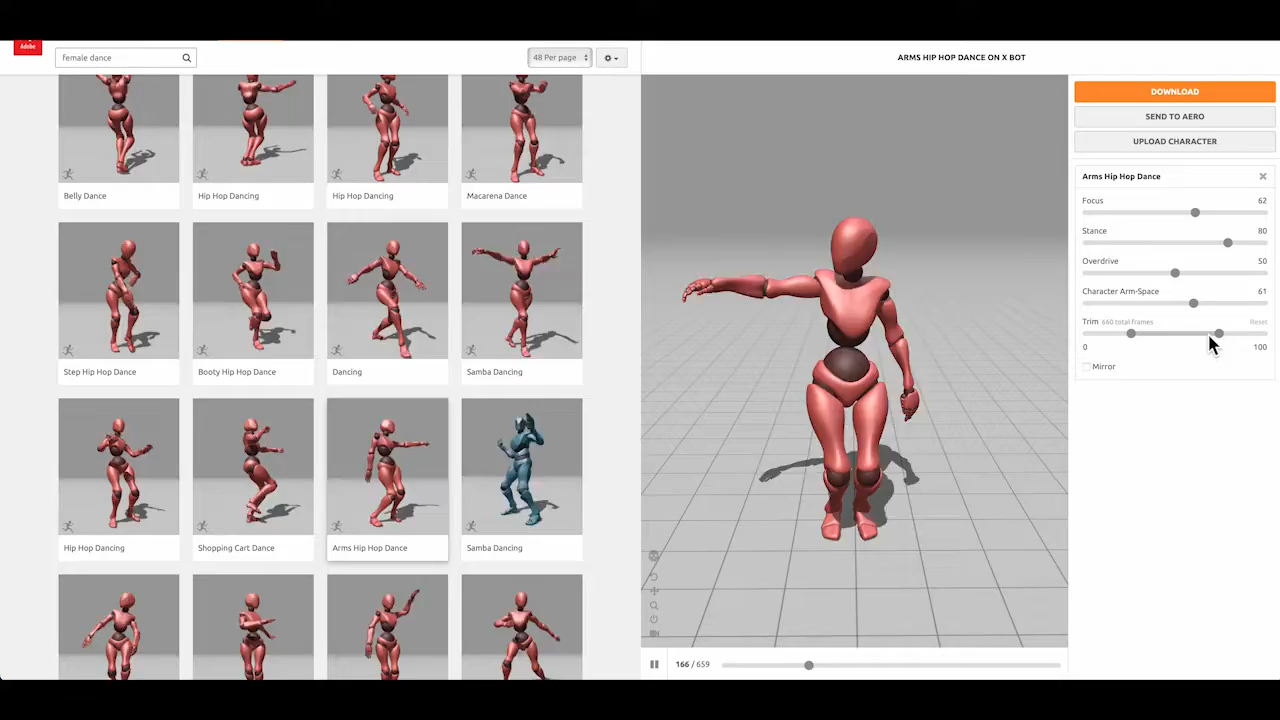 Adobe
female dance
48 Per page
ARMS HIP HOP DANCE ON X BOT
Belly Dance
Hip Hop Dancing
Hip Hop Dancing
Macarena Dance
Step Hip Hop Dance
Booty Hip Hop Dance
Dancing
Samba Dancing
Hip Hop Dancing
Shopping Cart Dance
Arms Hip Hop Dance
Samba Dancing
166 / 659
DOWNLOAD
SEND TO AERO
UPLOAD CHARACTER
Arms Hip Hop Dance
Focus 62
Stance 80
Overdrive 50
Character Arm-Space 61
Trim 660 total frames Reset
0 100
Mirror